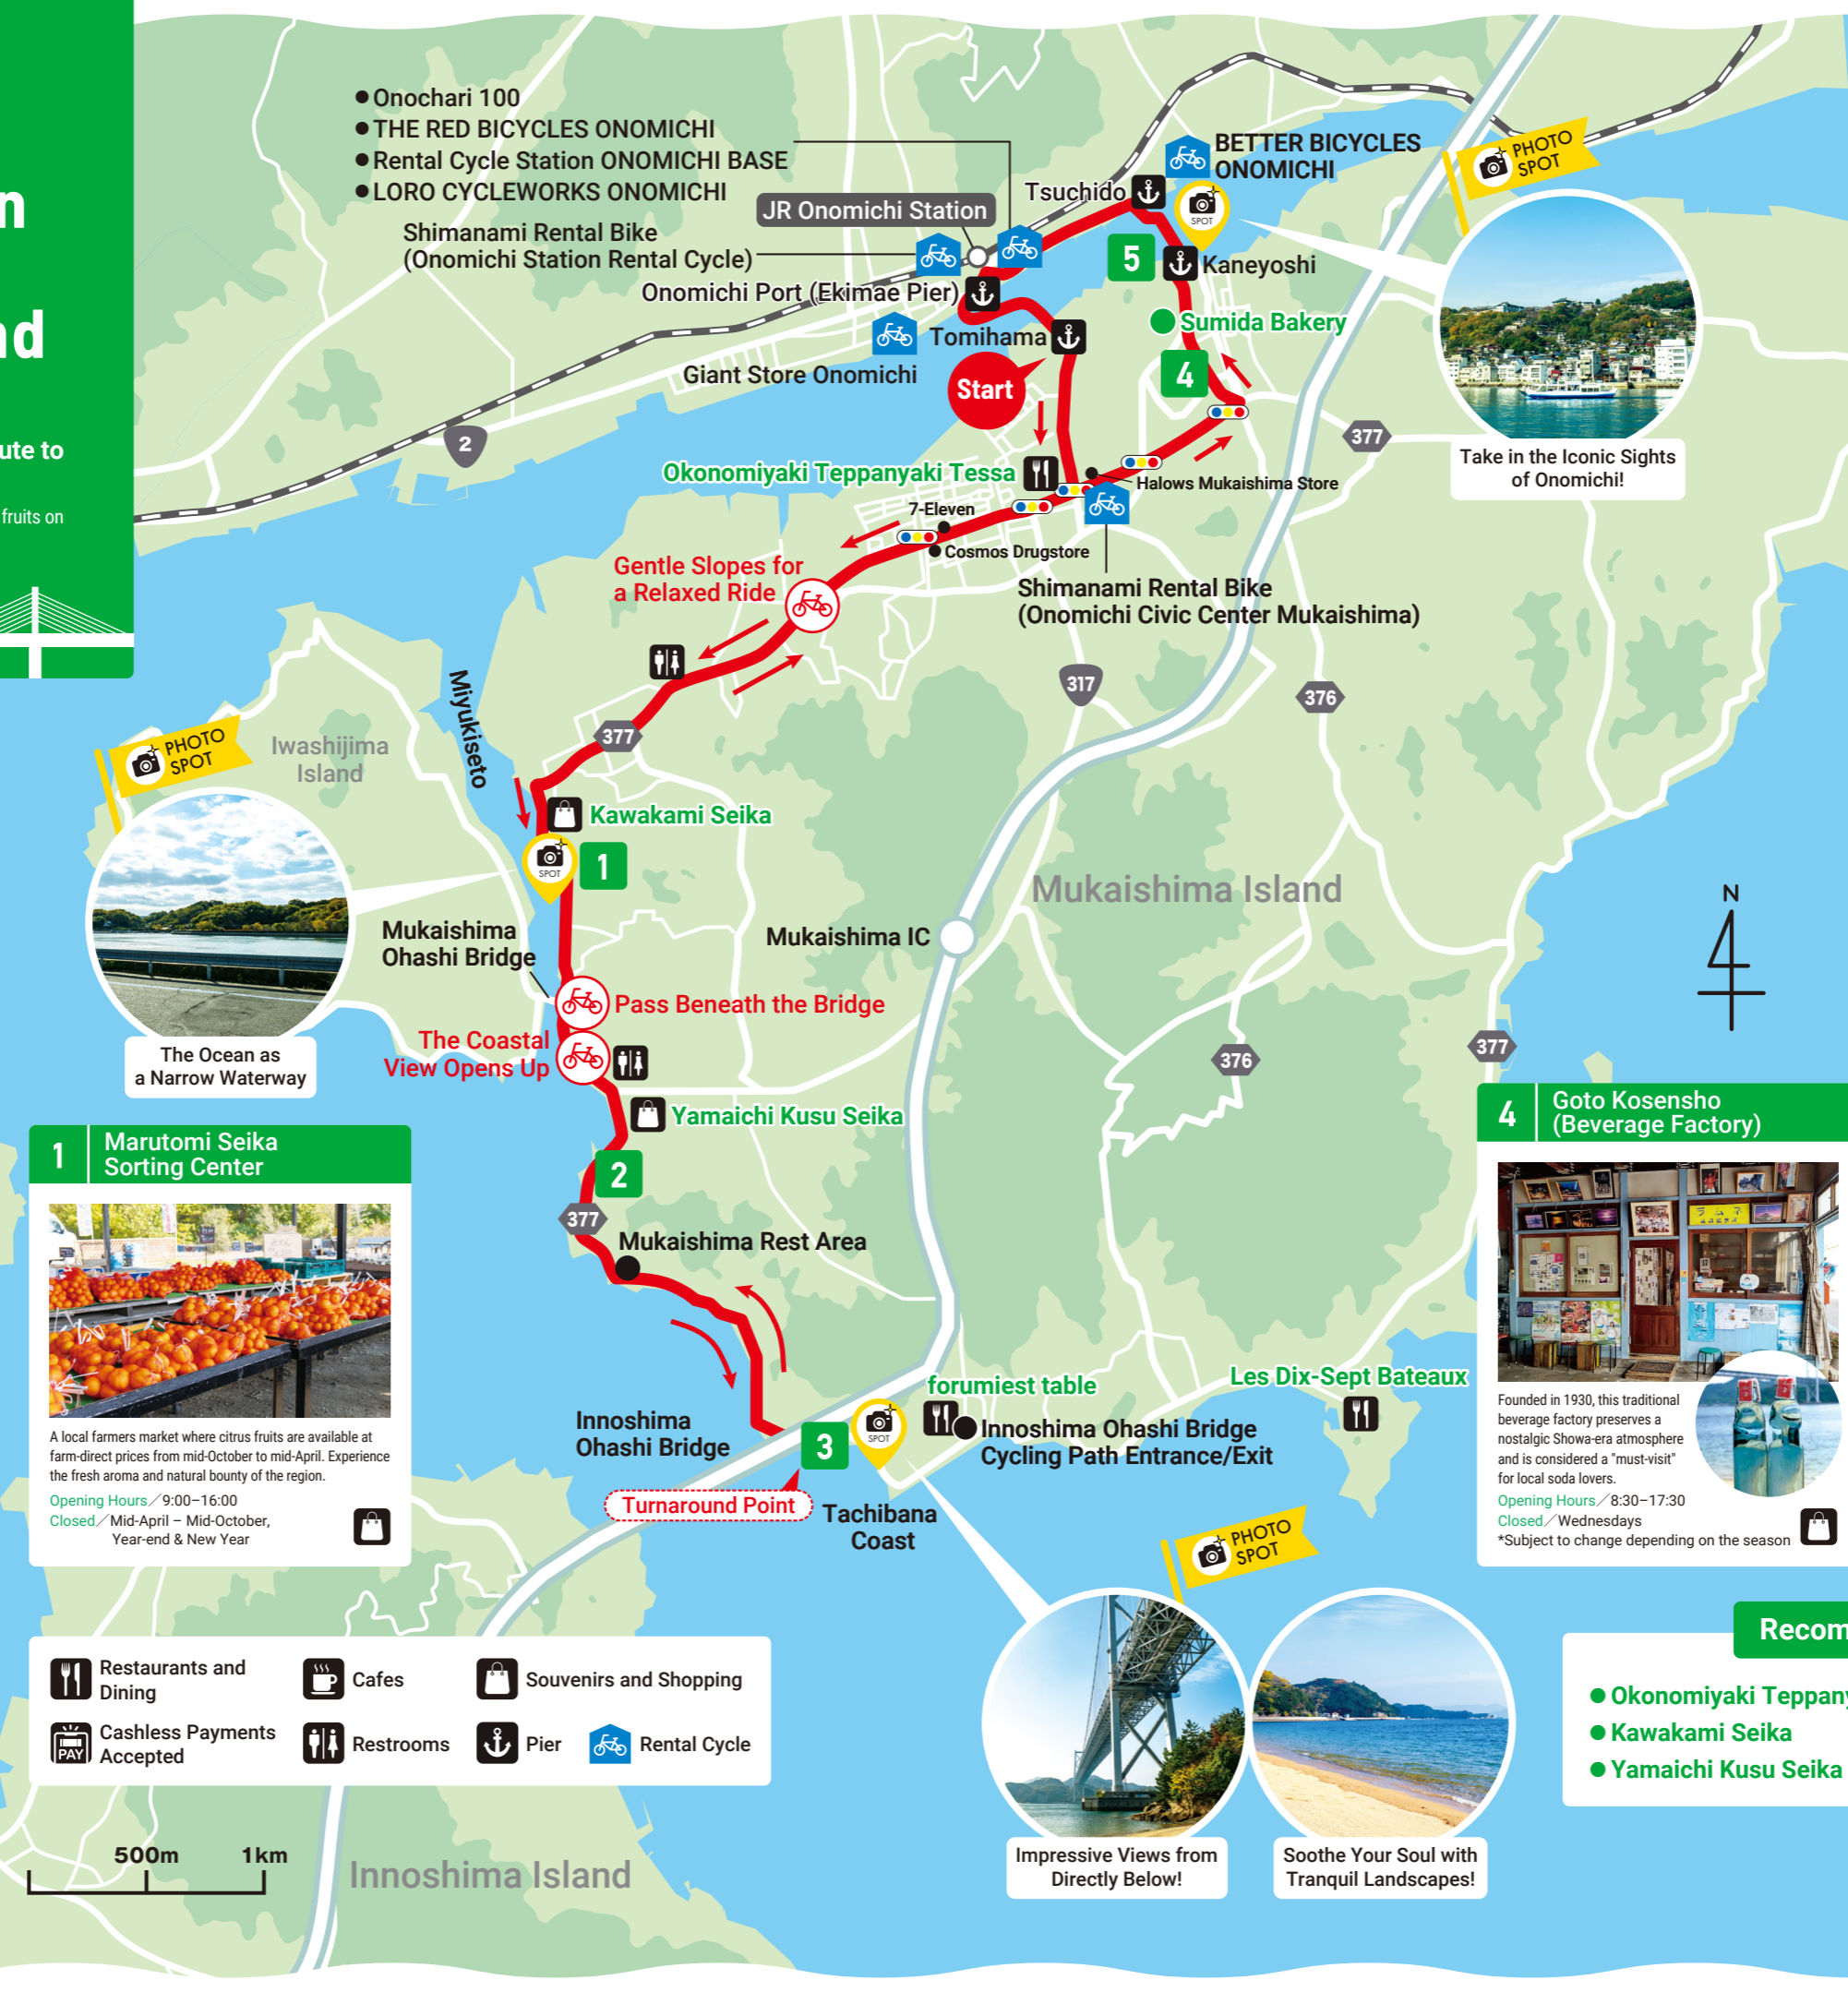 n
nd
ute to
fruits on
● Onochari 100
● THE RED BICYCLES ONOMICHI
● Rental Cycle Station ONOMICHI BASE
● LORO CYCLEWORKS ONOMICHI
JR Onomichi Station
Shimanami Rental Bike
(Onomichi Station Rental Cycle)
Onomichi Port (Ekimae Pier)
Tsuchido
BETTER BICYCLES
ONOMICHI
SPOT
PHOTO
SPOT
5
Kaneyoshi
Tomihama
Sumida Bakery
Giant Store Onomichi
Start
4
2
377
Take in the Iconic Sights
of Onomichi!
Okonomiyaki Teppanyaki Tessa
Halows Mukaishima Store
7-Eleven
Cosmos Drugstore
Gentle Slopes for
a Relaxed Ride
Shimanami Rental Bike
(Onomichi Civic Center Mukaishima)
317
376
Miyukiseto
377
PHOTO
SPOT
Iwashijima
Island
Kawakami Seika
SPOT
1
Mukaishima Island
N
Mukaishima
Ohashi Bridge
Mukaishima IC
Pass Beneath the Bridge
The Coastal
View Opens Up
The Ocean as
a Narrow Waterway
376
377
Yamaichi Kusu Seika
2
377
Mukaishima Rest Area
1
Marutomi Seika
Sorting Center
A local farmers market where citrus fruits are available at
farm-direct prices from mid-October to mid-April. Experience
the fresh aroma and natural bounty of the region.
Opening Hours／9:00–16:00
Closed／Mid-April – Mid-October,
Year-end & New Year
4
Goto Kosensho
(Beverage Factory)
ラムネ
Founded in 1930, this traditional
beverage factory preserves a
nostalgic Showa-era atmosphere
and is considered a "must-visit"
for local soda lovers.
Opening Hours／8:30–17:30
Closed／Wednesdays
*Subject to change depending on the season
Les Dix-Sept Bateaux
forumiest table
Innoshima Ohashi Bridge
Cycling Path Entrance/Exit
Innoshima
Ohashi Bridge
3
SPOT
Turnaround Point
Tachibana
Coast
PHOTO
SPOT
Impressive Views from
Directly Below!
Soothe Your Soul with
Tranquil Landscapes!
Recom
● Okonomiyaki Teppany
● Kawakami Seika
● Yamaichi Kusu Seika
Restaurants and
Dining
Cafes
Souvenirs and Shopping
PAY
Cashless Payments
Accepted
Restrooms
Pier
Rental Cycle
500m
1km
Innoshima Island